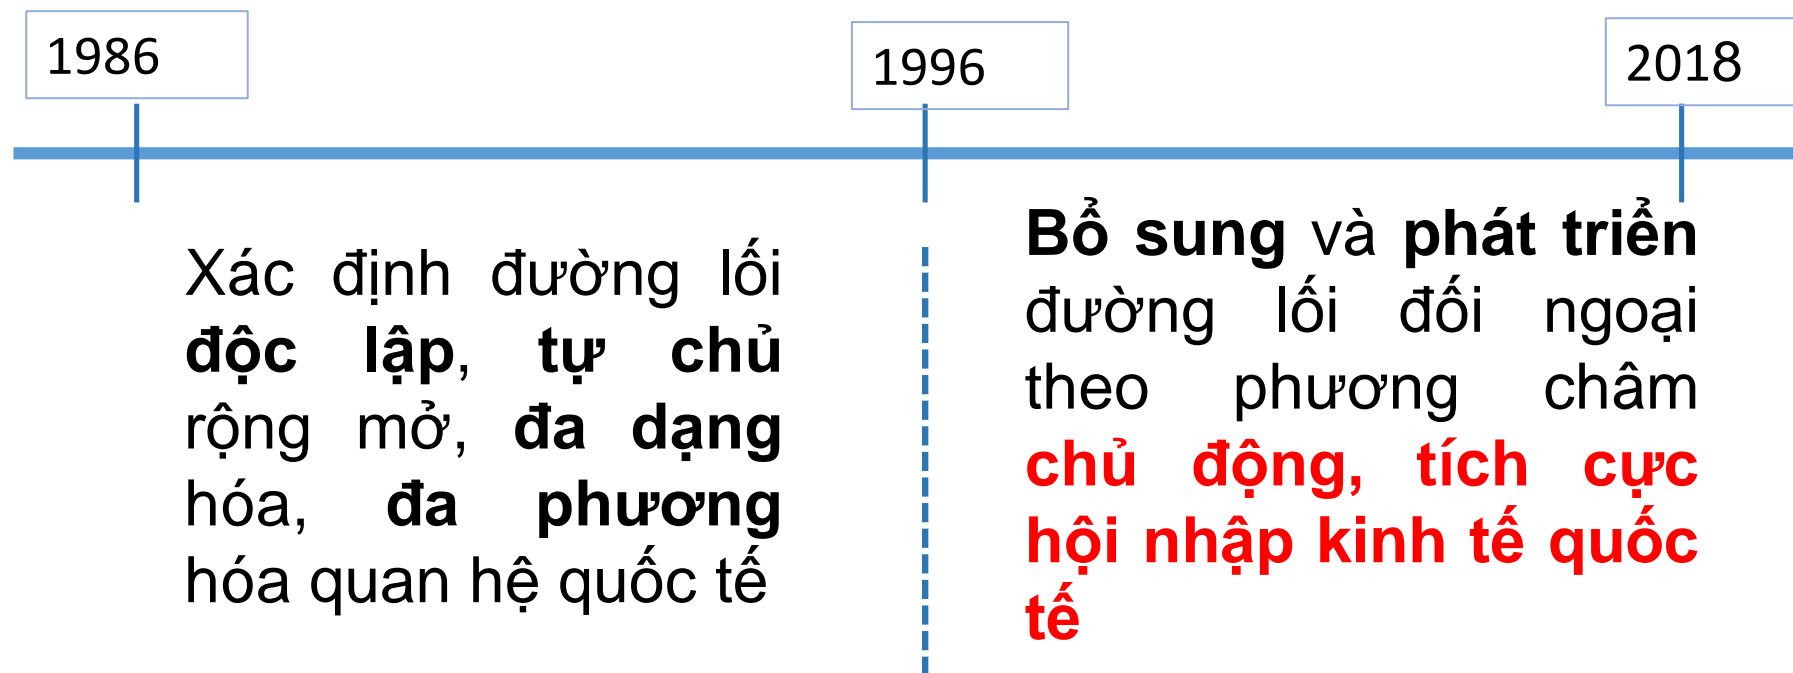 1986
1996
2018
Xác định đường lối
độc lập, tự chủ
rộng mở, đa dạng
hóa, đa phương
hóa quan hệ quốc tế
Bổ sung và phát triển
đường lối đối ngoại
theo phương châm
chủ động, tích cực
hội nhập kinh tế quốc
tế